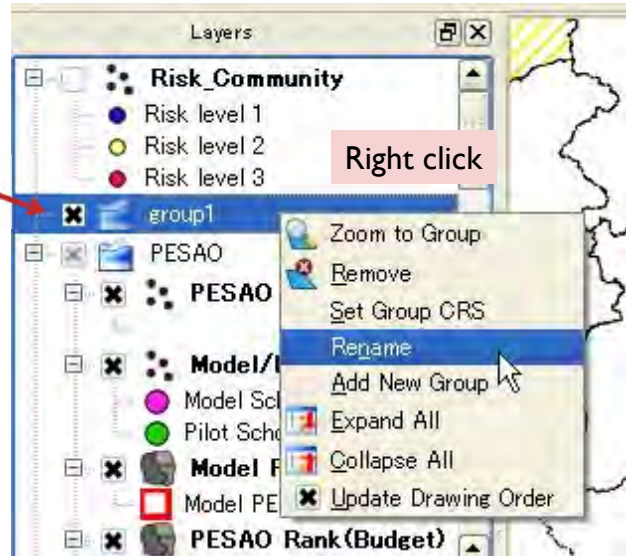 Layers
Risk_Community
Risk level 1
Risk level 2
Risk level 3
Right click
group1
Zoom to Group
PESAO
Remove
PESAO
Set Group CRS
Rename
Model/
Add New Group
Model Sc
Expand All
Pilot Scho
Collapse All
Model
Model PE
Update Drawing Order
PESAO Rank(Budget)